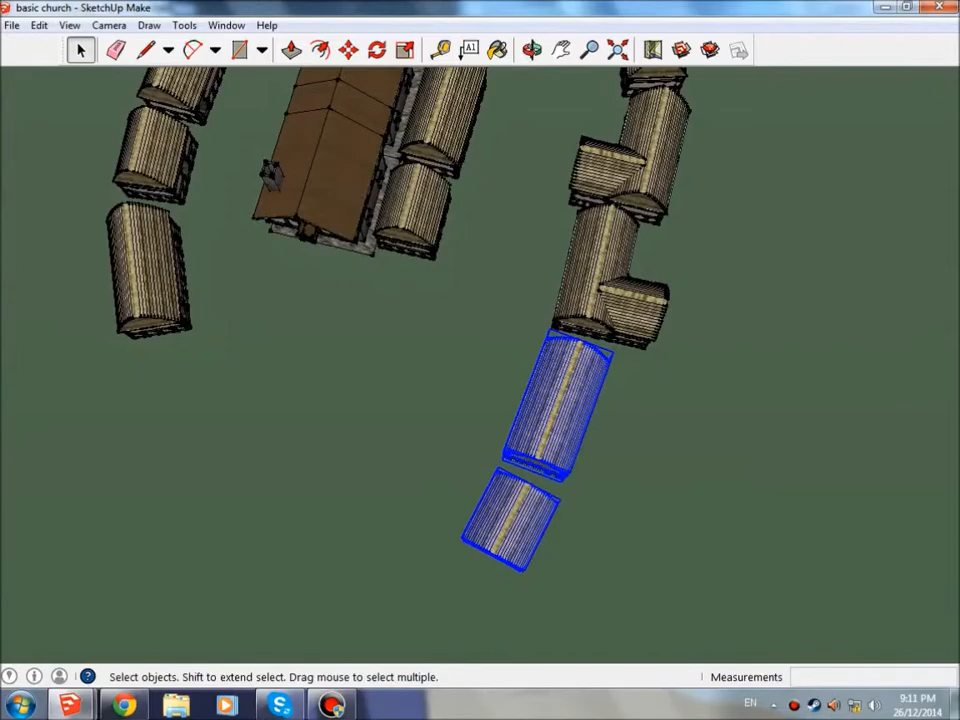 basic church - SketchUp Make
File Edit View Camera Draw Tools Window Help
A1
Select objects. Shift to extend select. Drag mouse to select multiple.
Measurements
EN
9:11 PM
26/12/2014